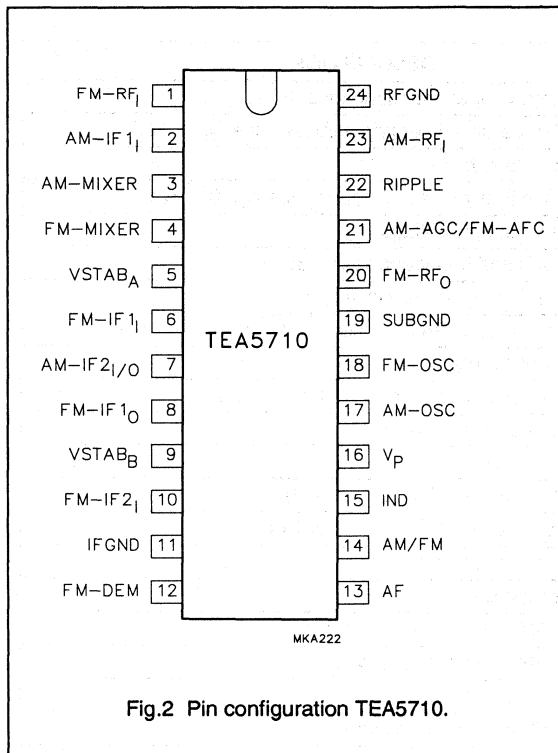 FM-RFI 1
AM-IF1I 2
AM-MIXER 3
FM-MIXER 4
VSTABA 5
FM-IF1I 6
AM-IF2I/O 7
FM-IF1O 8
VSTABB 9
FM-IF2I 10
IFGND 11
FM-DEM 12
TEA5710
24 RFGND
23 AM-RFI
22 RIPPLE
21 AM-AGC/FM-AFC
20 FM-RFO
19 SUBGND
18 FM-OSC
17 AM-OSC
16 VP
15 IND
14 AM/FM
13 AF
MKA222
Fig.2 Pin configuration TEA5710.